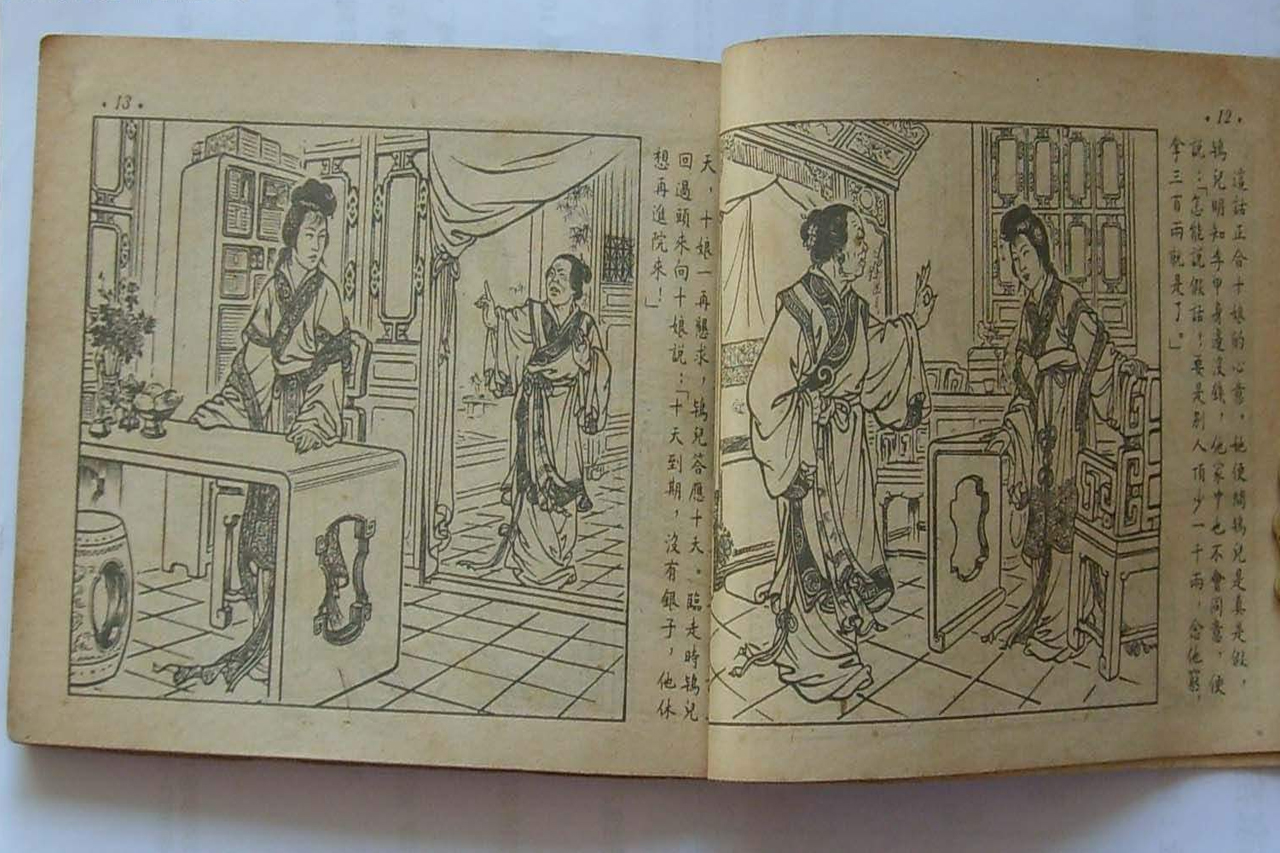 ·12·
這話正合十娘的心意。她便問鴇兒是真是假,
鴇兒明知李甲身邊沒錢,他家中也不會同意,便
說:「怎能說假話!要是別人頂少一千兩,念他窮,
拿三百兩就是了。」
·13·
天,十娘一再懇求,鴇兒答應十天。臨走時鴇兒
回過頭來向十娘說:「十天到期,沒有銀子,他休
想再進院來!」